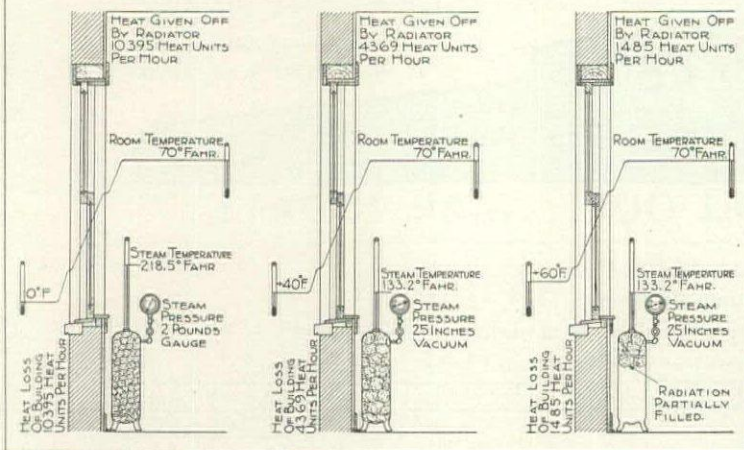 HEAT GIVEN OFF
BY RADIATOR
10395 HEAT UNITS
PER HOUR
ROOM TEMPERATURE
70° FAHR.
STEAM TEMPERATURE
218.5° FAHR
0°F
STEAM
PRESSURE
2 POUNDS
GAUGE
HEAT LOSS
OF BUILDING
10395 HEAT
UNITS PER HOUR
HEAT GIVEN OFF
BY RADIATOR
4369 HEAT UNITS
PER HOUR
ROOM TEMPERATURE
70° FAHR.
STEAM TEMPERATURE
133.2° FAHR.
+40°F
STEAM
PRESSURE
25 INCHES
VACUUM
HEAT LOSS
OF BUILDING
4369 HEAT
UNITS PER HOUR
HEAT GIVEN OFF
BY RADIATOR
1485 HEAT UNITS
PER HOUR
ROOM TEMPERATURE
70° FAHR.
+60°F
STEAM TEMPERATURE
133.2° FAHR.
STEAM
PRESSURE
25 INCHES
VACUUM
RADIATION
PARTIALLY
FILLED.
HEAT LOSS
OF BUILDING
1485 HEAT
UNITS PER HOUR